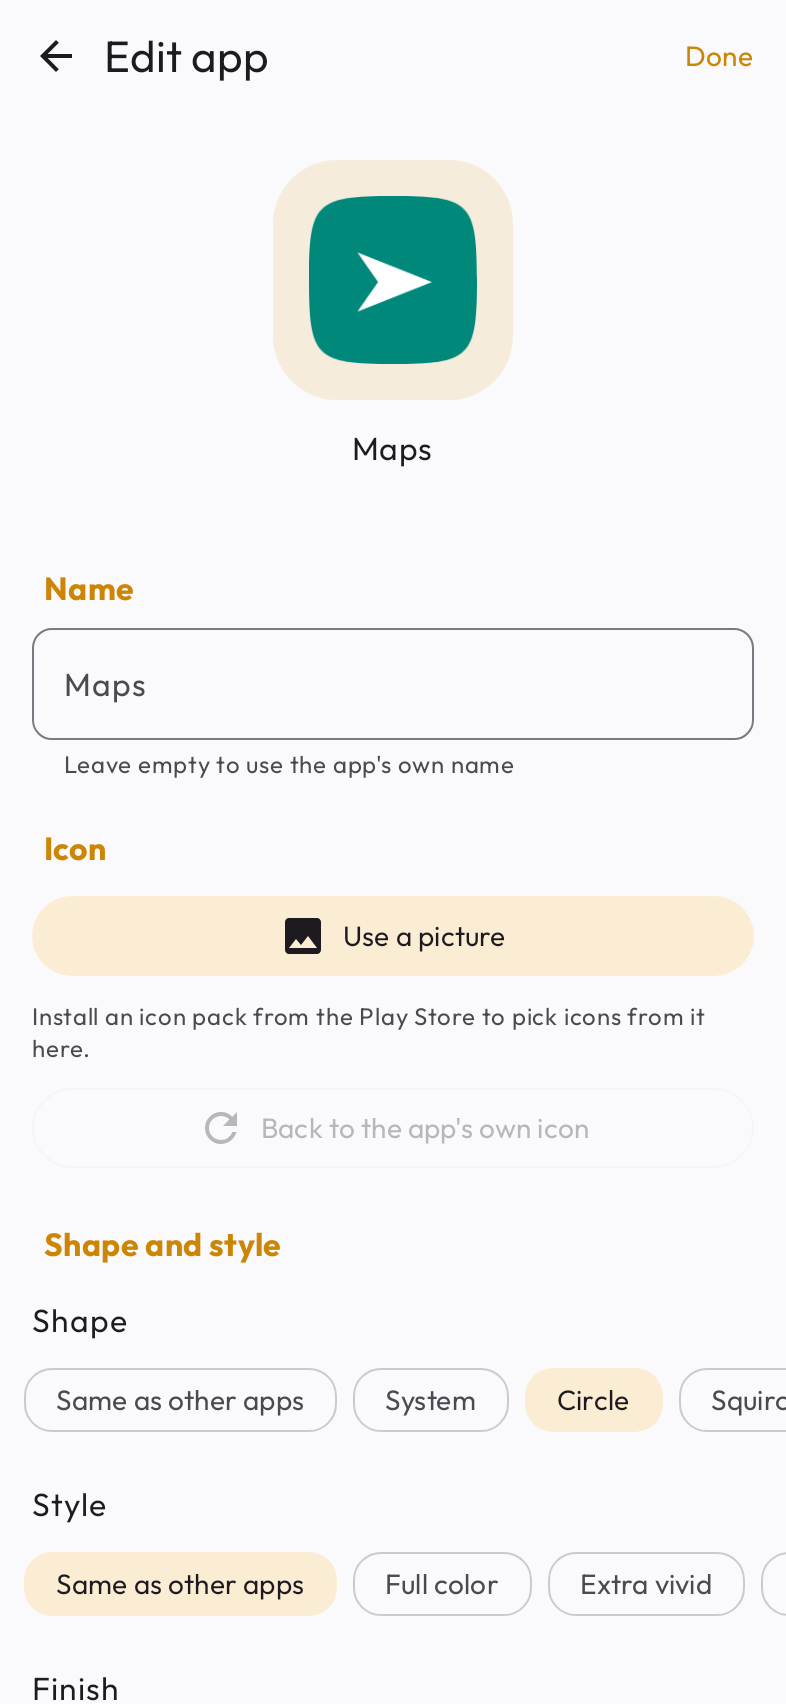 Edit app
Done
Maps
Name
Maps
Leave empty to use the app's own name
Icon
Use a picture
Install an icon pack from the Play Store to pick icons from it
here.
Back to the app's own icon
Shape and style
Shape
Same as other apps
System
Circle
Style
Same as other apps
Full color
Extra vivid
Finish